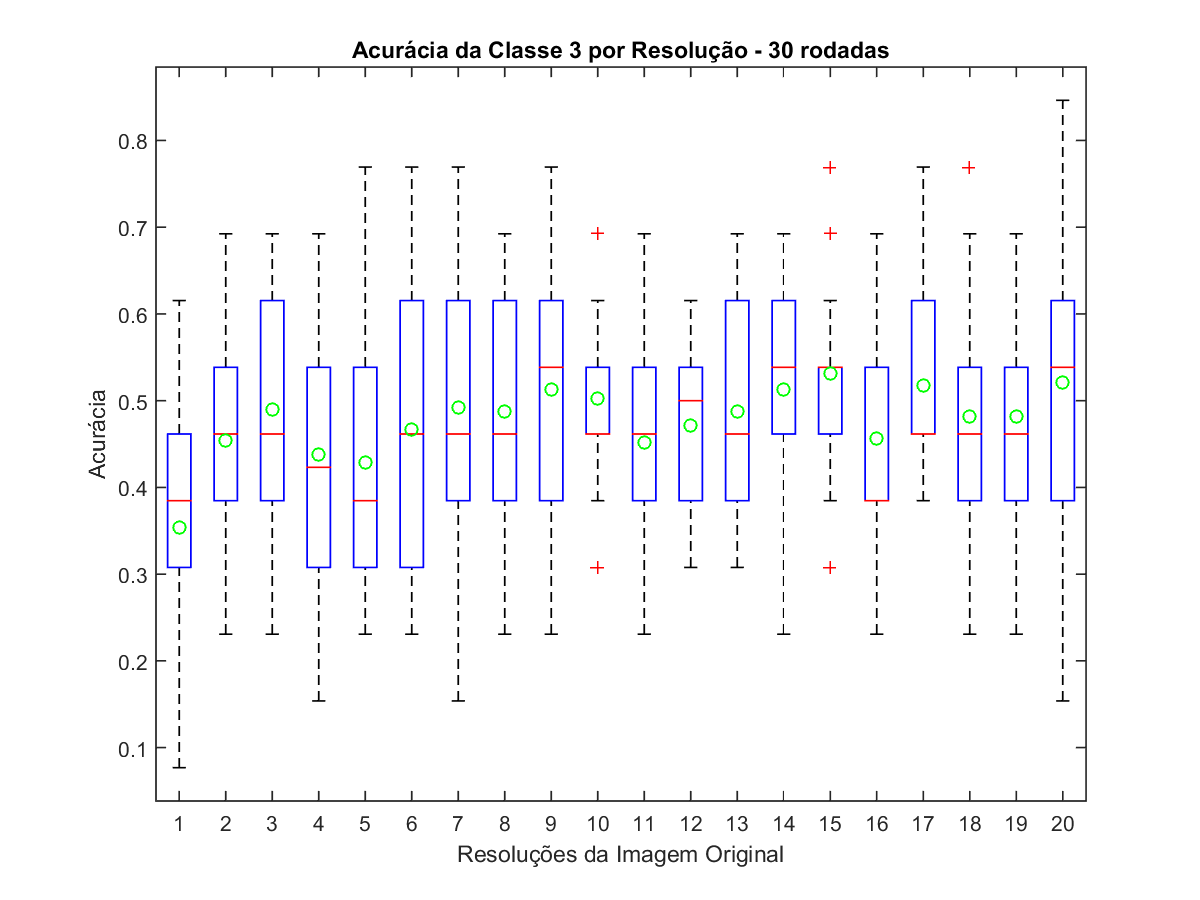 Acurácia da Classe 3 por Resolução - 30 rodadas
Acurácia
0.8
0.7
0.6
0.5
0.4
0.3
0.2
0.1
1 2 3 4 5 6 7 8 9 10 11 12 13 14 15 16 17 18 19 20
Resoluções da Imagem Original